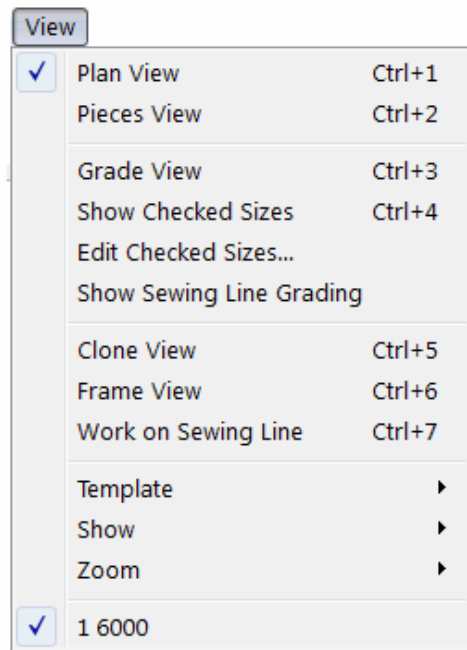 View
Plan View Ctrl+1
Pieces View Ctrl+2
Grade View Ctrl+3
Show Checked Sizes Ctrl+4
Edit Checked Sizes...
Show Sewing Line Grading
Clone View Ctrl+5
Frame View Ctrl+6
Work on Sewing Line Ctrl+7
Template
Show
Zoom
1 6000